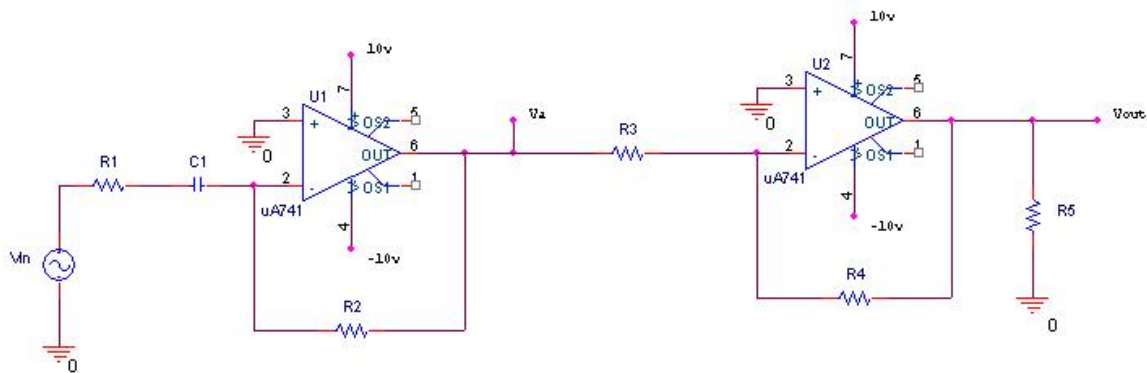 10v
U2
7
5
3
+
OS2
10v
U1
7
5
3
+
OS2
Va
R3
0
OUT
6
Vout
2
-
OS1
1
uA741
4
-10v
0
OUT
6
R1
C1
2
-
OS1
1
uA741
4
-10v
R5
Vin
R2
R4
0
0